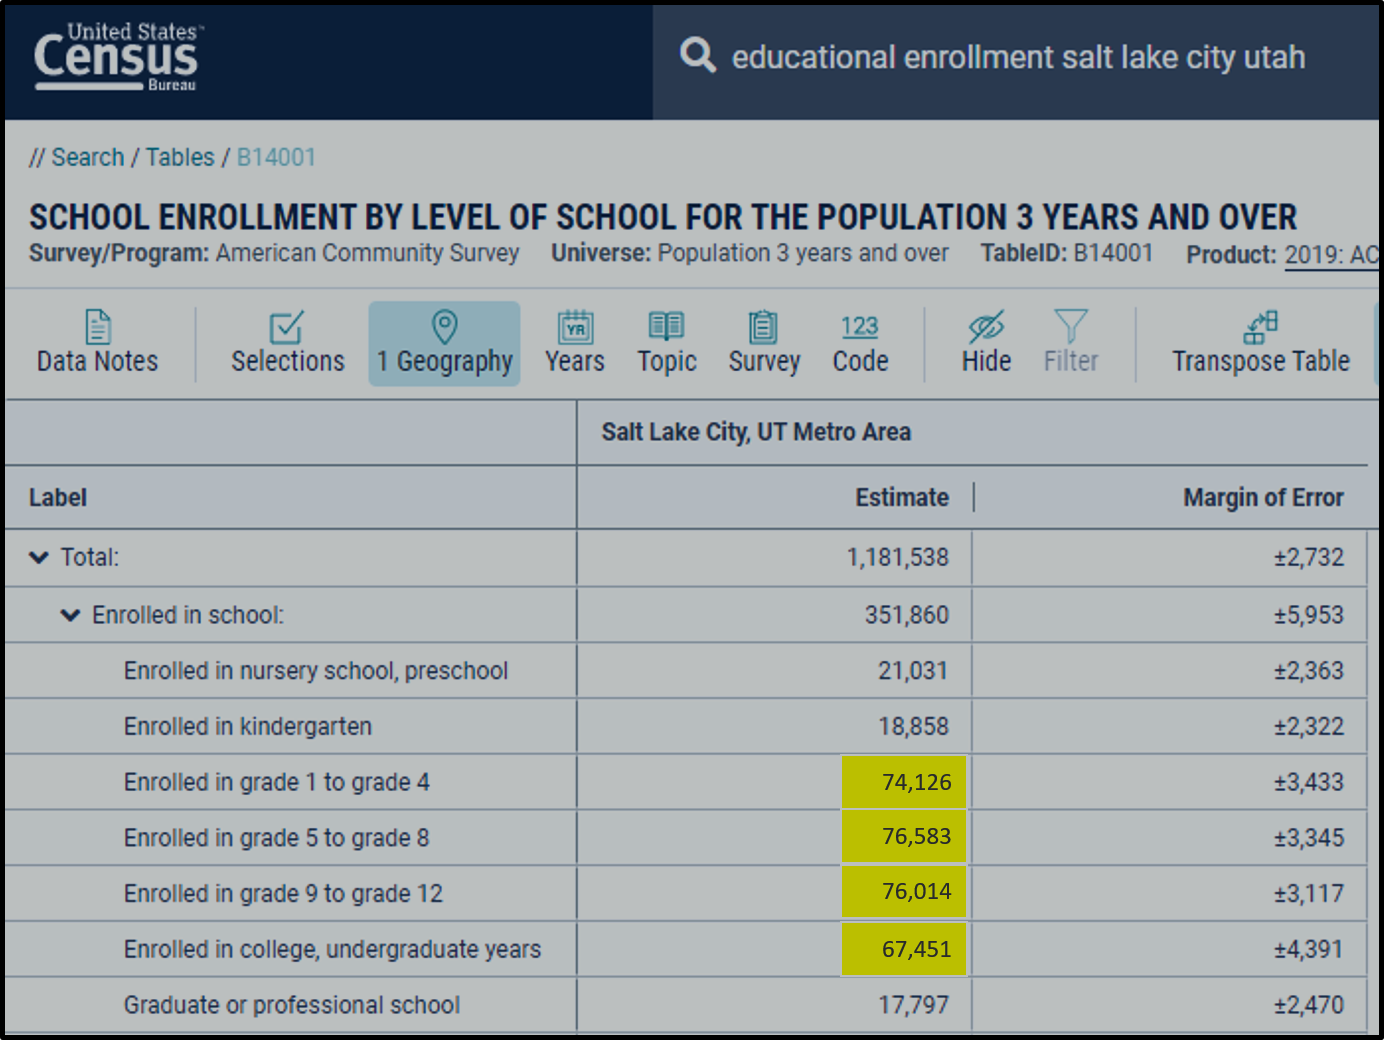 United States™
Census
Bureau
educational enrollment salt lake city utah
// Search / Tables / B14001
SCHOOL ENROLLMENT BY LEVEL OF SCHOOL FOR THE POPULATION 3 YEARS AND OVER
Survey/Program: American Community Survey Universe: Population 3 years and over TableID: B14001 Product: 2019: AC
YR 123
Data Notes Selections 1 Geography Years Topic Survey Code Hide Filter Transpose Table
Salt Lake City, UT Metro Area
Label Estimate Margin of Error
Total: 1,181,538 ±2,732
Enrolled in school: 351,860 ±5,953
Enrolled in nursery school, preschool 21,031 ±2,363
Enrolled in kindergarten 18,858 ±2,322
Enrolled in grade 1 to grade 4 74,126 ±3,433
Enrolled in grade 5 to grade 8 76,583 ±3,345
Enrolled in grade 9 to grade 12 76,014 ±3,117
Enrolled in college, undergraduate years 67,451 ±4,391
Graduate or professional school 17,797 ±2,470